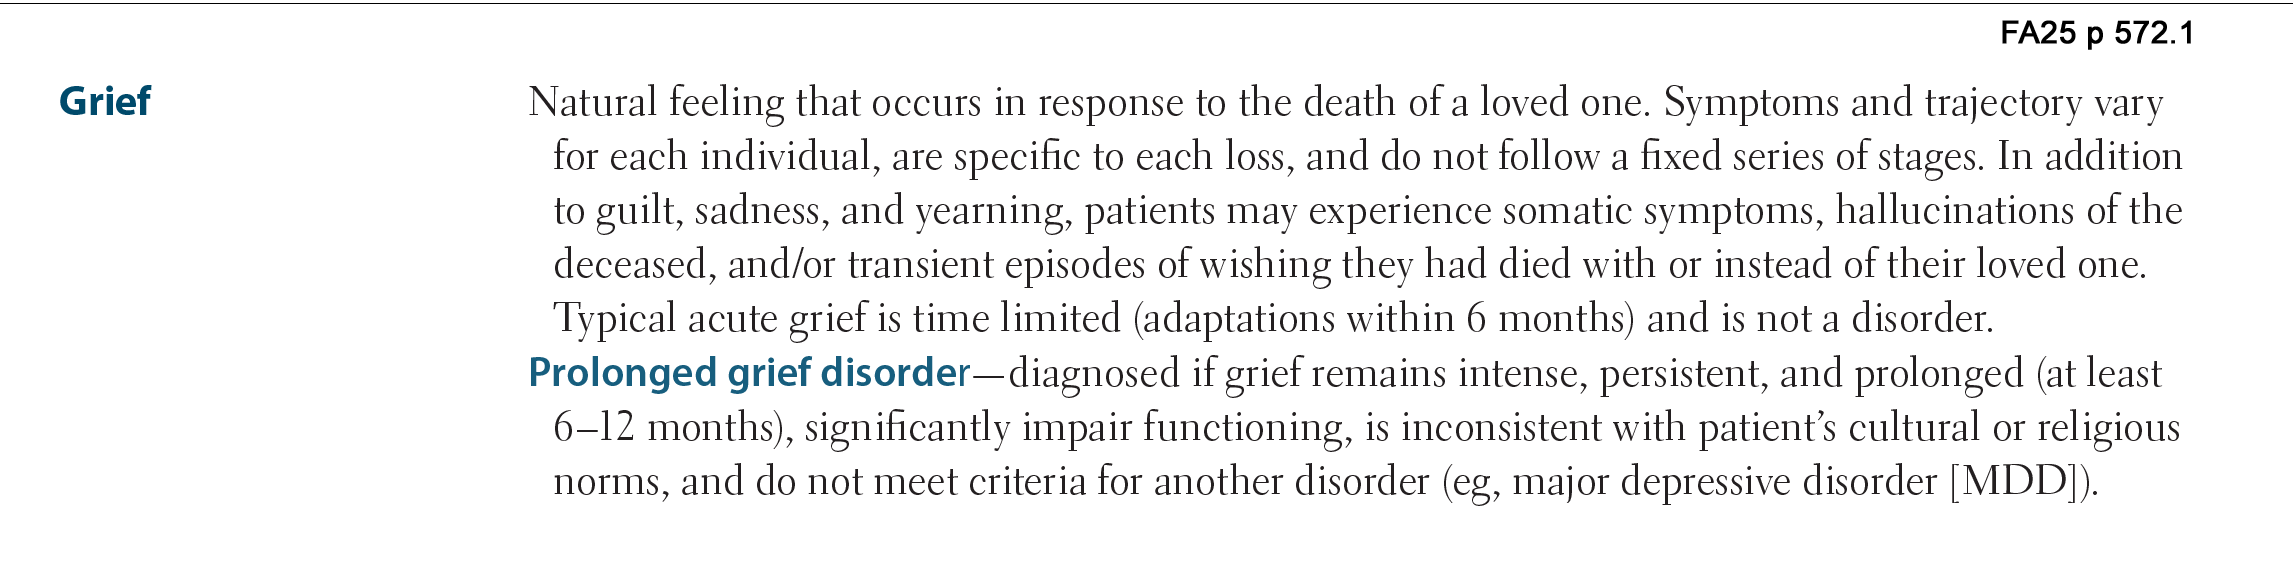 FA25 p 572.1
Grief
Natural feeling that occurs in response to the death of a loved one. Symptoms and trajectory vary
for each individual, are specific to each loss, and do not follow a fixed series of stages. In addition
to guilt, sadness, and yearning, patients may experience somatic symptoms, hallucinations of the
deceased, and/or transient episodes of wishing they had died with or instead of their loved one.
Typical acute grief is time limited (adaptations within 6 months) and is not a disorder.
Prolonged grief disorder—diagnosed if grief remains intense, persistent, and prolonged (at least
6–12 months), significantly impair functioning, is inconsistent with patient's cultural or religious
norms, and do not meet criteria for another disorder (eg, major depressive disorder [MDD]).